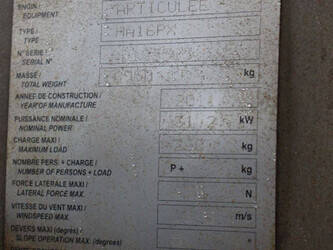 ENGIN / ARTICULEE
EQUIPMENT
TYPE / HA16PX
TYPE
N° SERIE /
SERIAL N°
MASSE / kg
TOTAL WEIGHT
ANNEE DE CONSTRUCTION /
YEAR OF MANUFACTURE
PUISSANCE NOMINALE / 31,2 kW
NOMINAL POWER
CHARGE MAXI / kg
MAXIMUM LOAD
NOMBRE PERS. + CHARGE / P + kg
NUMBER OF PERSONS + LOAD
FORCE LATERALE MAXI / N
LATERAL FORCE MAX.
VITESSE DU VENT MAXI / m/s
WINDSPEED MAX.
DEVERS MAXI (degrés) /
SLOPE OPERATION MAX. (degrees)